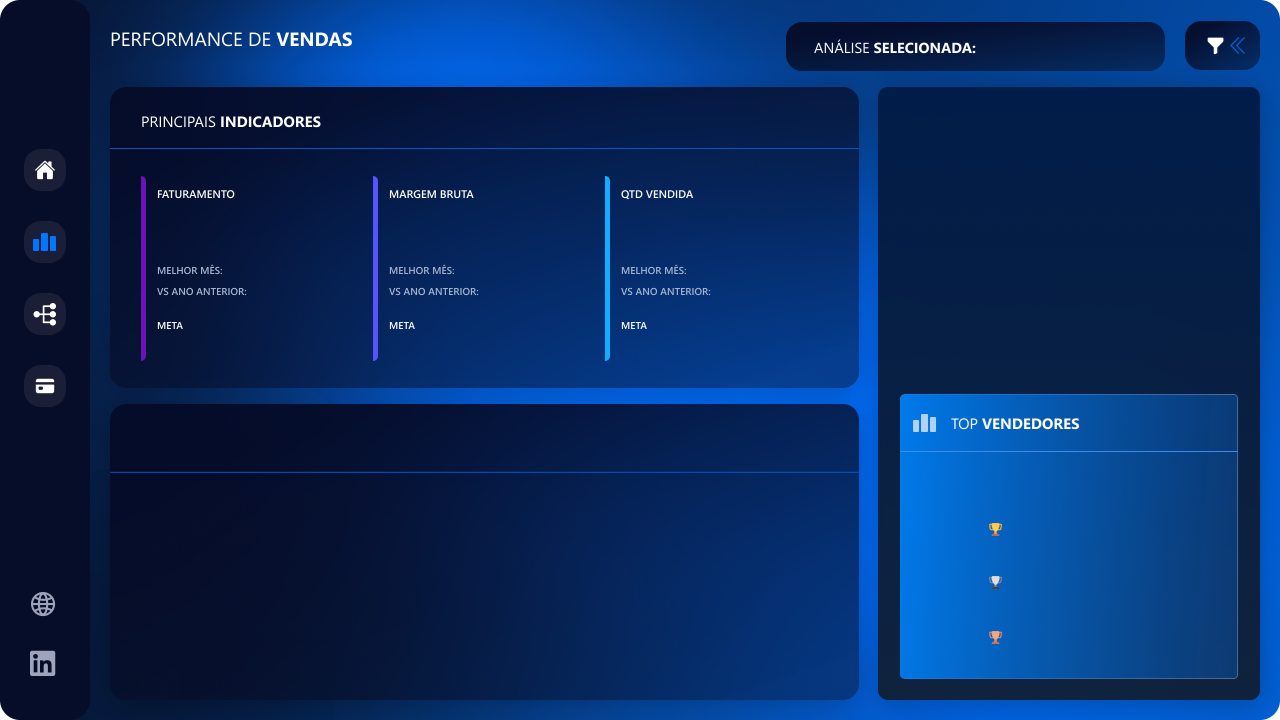 PERFORMANCE DE VENDAS
ANÁLISE SELECIONADA:
PRINCIPAIS INDICADORES
FATURAMENTO
MELHOR MÊS:
VS ANO ANTERIOR:
META
MARGEM BRUTA
MELHOR MÊS:
VS ANO ANTERIOR:
META
QTD VENDIDA
MELHOR MÊS:
VS ANO ANTERIOR:
META
TOP VENDEDORES
in